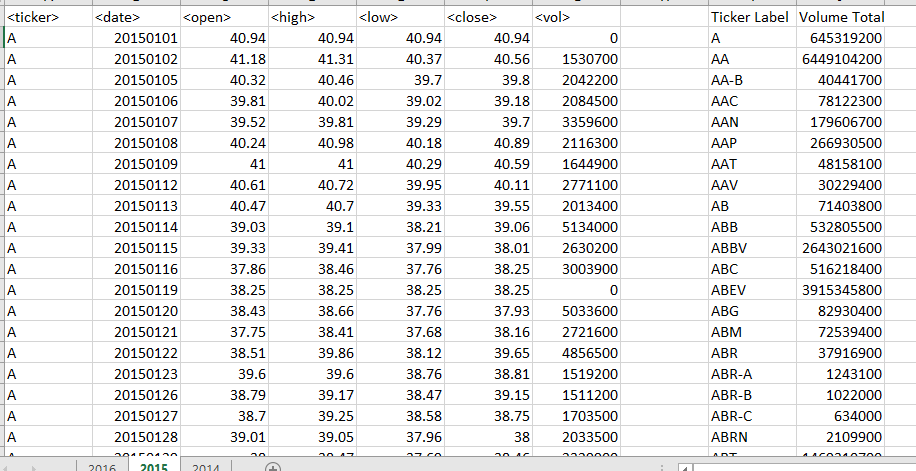 <ticker> <date> <open> <high> <low> <close> <vol> Ticker Label Volume Total
A 20150101 40.94 40.94 40.94 40.94 0 A 645319200
A 20150102 41.18 41.31 40.37 40.56 1530700 AA 6449104200
A 20150105 40.32 40.46 39.7 39.8 2042200 AA-B 40441700
A 20150106 39.81 40.02 39.02 39.18 2084500 AAC 78122300
A 20150107 39.52 39.81 39.29 39.7 3359600 AAN 179606700
A 20150108 40.24 40.98 40.18 40.89 2116300 AAP 266930500
A 20150109 41 41 40.29 40.59 1644900 AAT 48158100
A 20150112 40.61 40.72 39.95 40.11 2771100 AAV 30229400
A 20150113 40.47 40.7 39.33 39.55 2013400 AB 71403800
A 20150114 39.03 39.1 38.21 39.06 5134000 ABB 532805500
A 20150115 39.33 39.41 37.99 38.01 2630200 ABBV 2643021600
A 20150116 37.86 38.46 37.76 38.25 3003900 ABC 516218400
A 20150119 38.25 38.25 38.25 38.25 0 ABEV 3915345800
A 20150120 38.43 38.66 37.76 37.93 5033600 ABG 82930400
A 20150121 37.75 38.41 37.68 38.16 2721600 ABM 72539400
A 20150122 38.51 39.86 38.12 39.65 4856500 ABR 37916900
A 20150123 39.6 39.6 38.76 38.81 1519200 ABR-A 1243100
A 20150126 38.79 39.17 38.47 39.15 1511200 ABR-B 1022000
A 20150127 38.7 39.25 38.58 38.75 1703500 ABR-C 634000
A 20150128 39.01 39.05 37.96 38 2033500 ABRN 2109900
2016 2015 2014